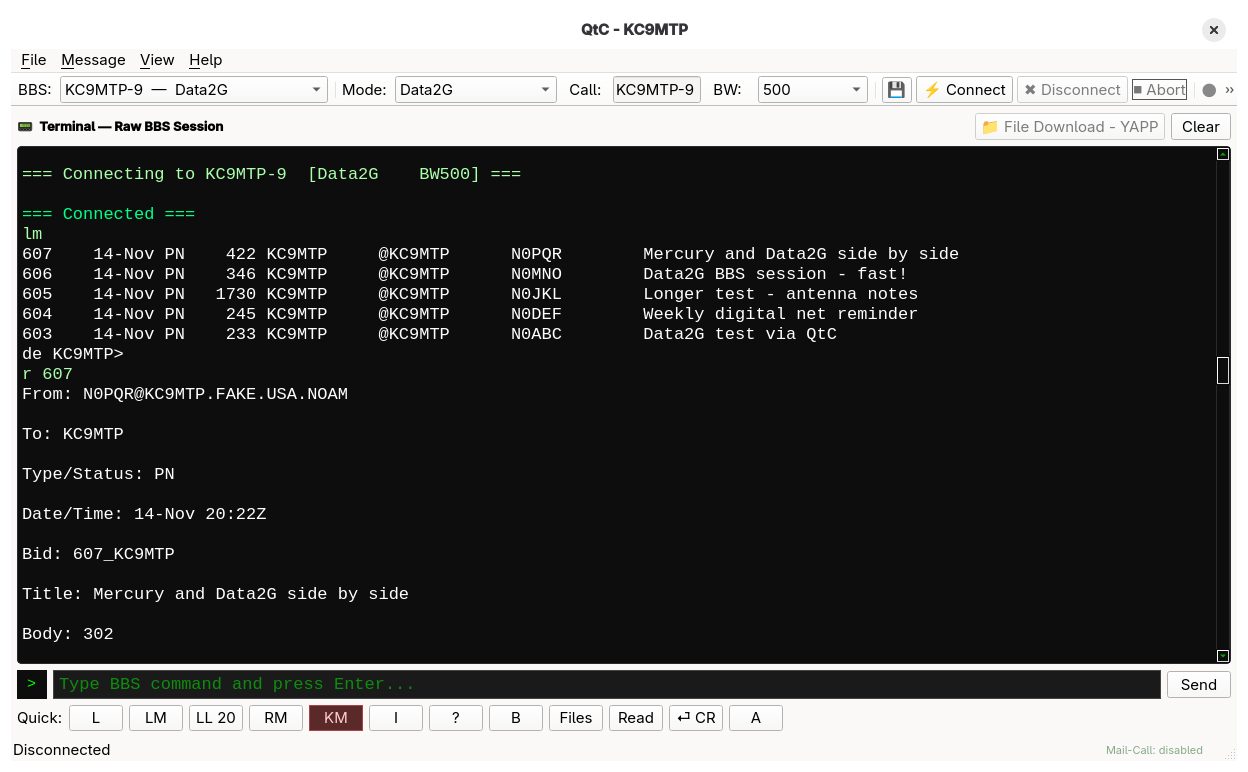 QtC - KC9MTP
File Message View Help
BBS: KC9MTP-9 — Data2G Mode: Data2G Call: KC9MTP-9 BW: 500 ⚡ Connect ✖ Disconnect ■ Abort »
Terminal — Raw BBS Session File Download - YAPP Clear
=== Connecting to KC9MTP-9  [Data2G    BW500] ===
=== Connected ===
lm
607    14-Nov PN    422 KC9MTP     @KC9MTP      N0PQR        Mercury and Data2G side by side
606    14-Nov PN    346 KC9MTP     @KC9MTP      N0MNO        Data2G BBS session - fast!
605    14-Nov PN   1730 KC9MTP     @KC9MTP      N0JKL        Longer test - antenna notes
604    14-Nov PN    245 KC9MTP     @KC9MTP      N0DEF        Weekly digital net reminder
603    14-Nov PN    233 KC9MTP     @KC9MTP      N0ABC        Data2G test via QtC
de KC9MTP>
r 607
From: N0PQR@KC9MTP.FAKE.USA.NOAM
To: KC9MTP
Type/Status: PN
Date/Time: 14-Nov 20:22Z
Bid: 607_KC9MTP
Title: Mercury and Data2G side by side
Body: 302
> Type BBS command and press Enter... Send
Quick: L LM LL 20 RM KM I ? B Files Read ⏎ CR A
Disconnected Mail-Call: disabled